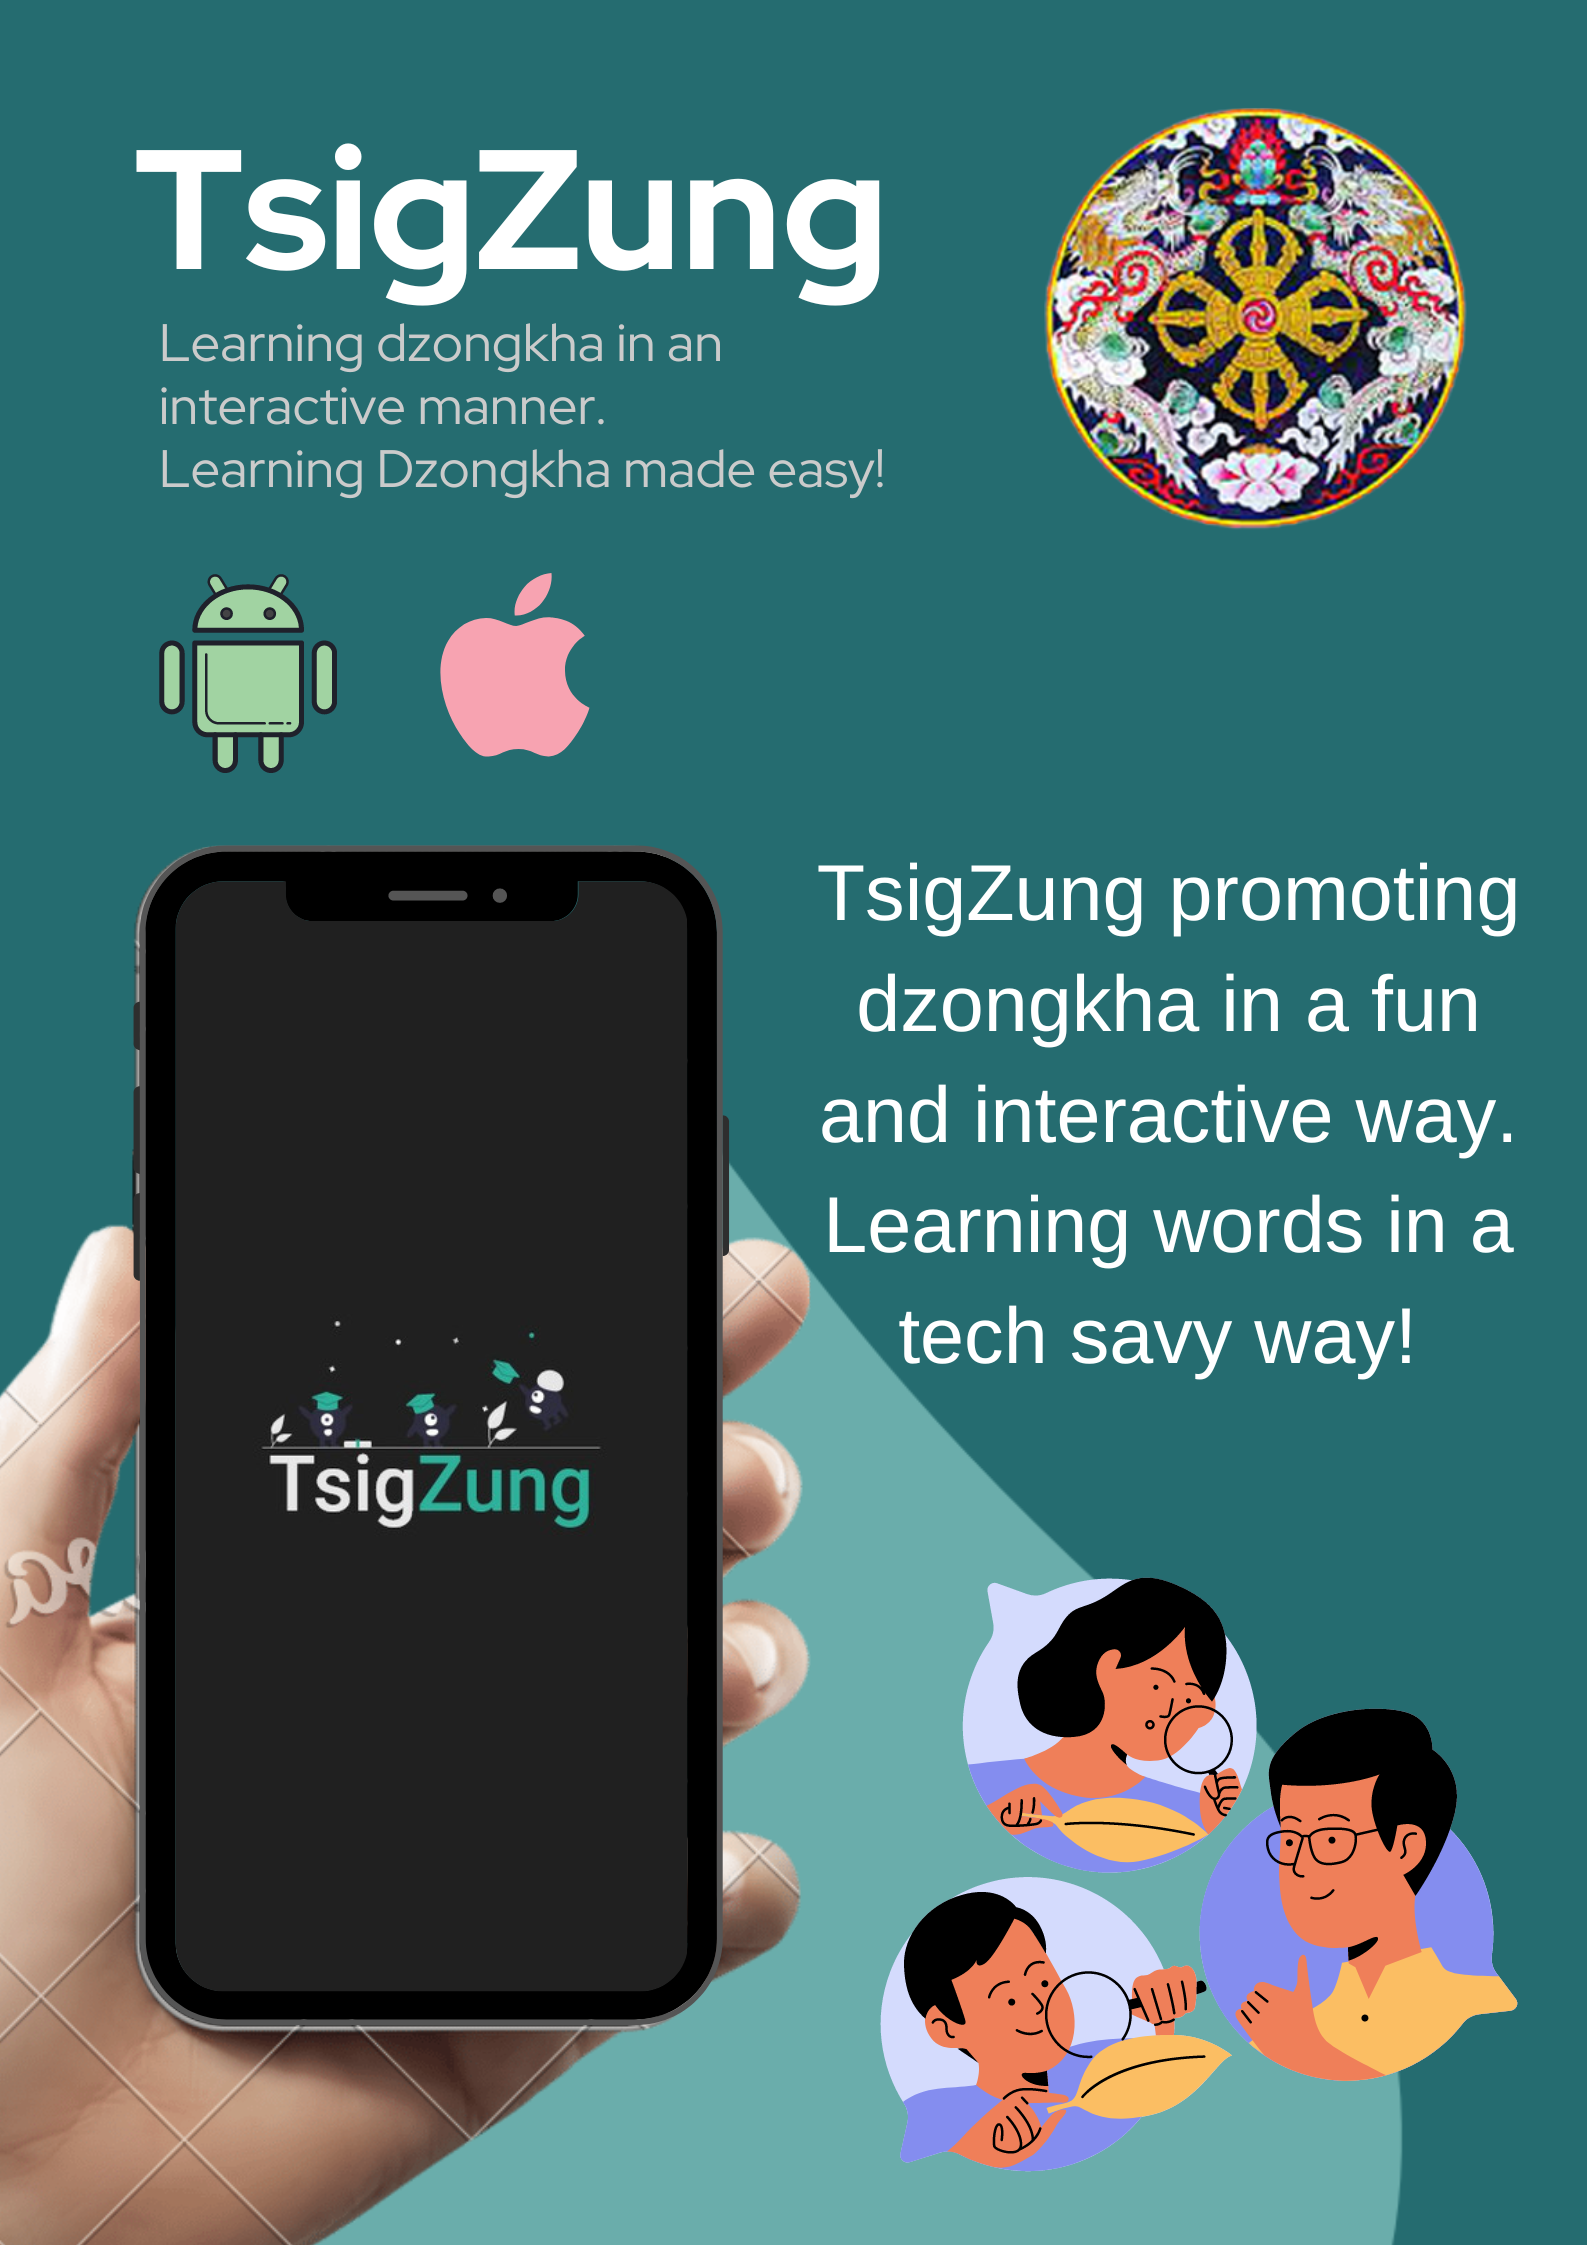 TsigZung
Learning dzongkha in an
interactive manner.
Learning Dzongkha made easy!
TsigZung promoting
dzongkha in a fun
and interactive way.
Learning words in a
tech savy way!
TsigZung